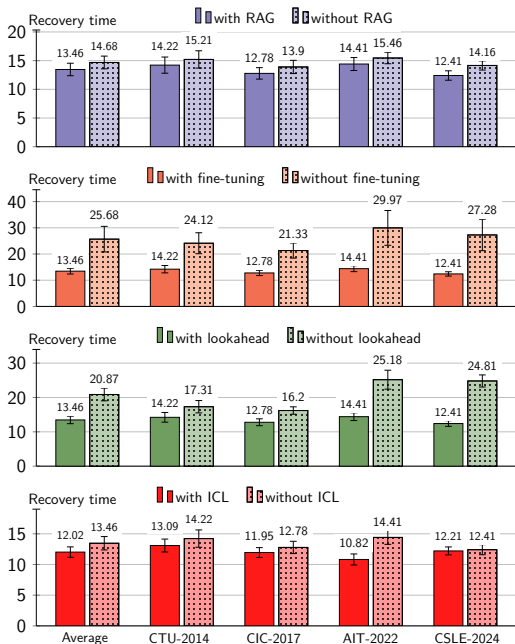 Recovery time
with RAG without RAG
20
15
10
5
0
13.46 14.68 14.22 15.21 12.78 13.9 14.41 15.46 12.41 14.16
Recovery time
with fine-tuning without fine-tuning
40
30
20
10
0
13.46 25.68 14.22 24.12 12.78 21.33 14.41 29.97 12.41 27.28
Recovery time
with lookahead without lookahead
30
20
10
0
13.46 20.87 14.22 17.31 12.78 16.2 14.41 25.18 12.41 24.81
Recovery time
with ICL without ICL
15
10
5
0
12.02 13.46 13.09 14.22 11.95 12.78 10.82 14.41 12.21 12.41
Average CTU-2014 CIC-2017 AIT-2022 CSLE-2024